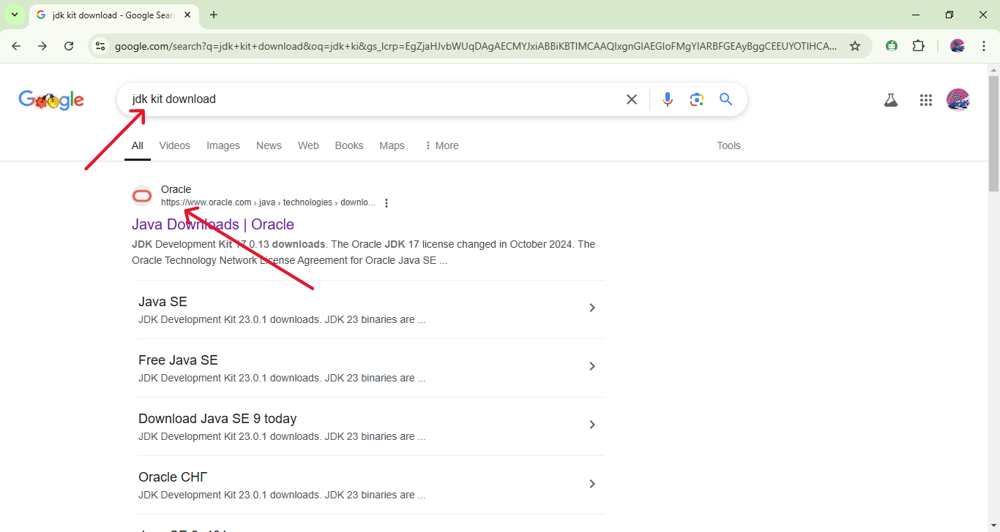 jdk kit download - Google Sear
google.com/search?q=jdk+kit+download&oq=jdk+ki&gs_lcrp=EgZjaHJvbWUqDAgAECMYJxiABBiKBTIMCAAQIxgnGIAEGIoFMgYIARBFGEAyBggCEEUYOTIHCA...
Google
jdk kit download
All Videos Images News Web Books Maps More Tools
Oracle
https://www.oracle.com › java › technologies › downlo...
Java Downloads | Oracle
JDK Development Kit 17.0.13 downloads. The Oracle JDK 17 license changed in October 2024. The
Oracle Technology Network License Agreement for Oracle Java SE ...
Java SE
JDK Development Kit 23.0.1 downloads. JDK 23 binaries are ...
Free Java SE
JDK Development Kit 23.0.1 downloads. JDK 23 binaries are ...
Download Java SE 9 today
JDK Development Kit 23.0.1 downloads. JDK 23 binaries are ...
Oracle СНГ
JDK Development Kit 23.0.1 downloads. JDK 23 binaries are ...